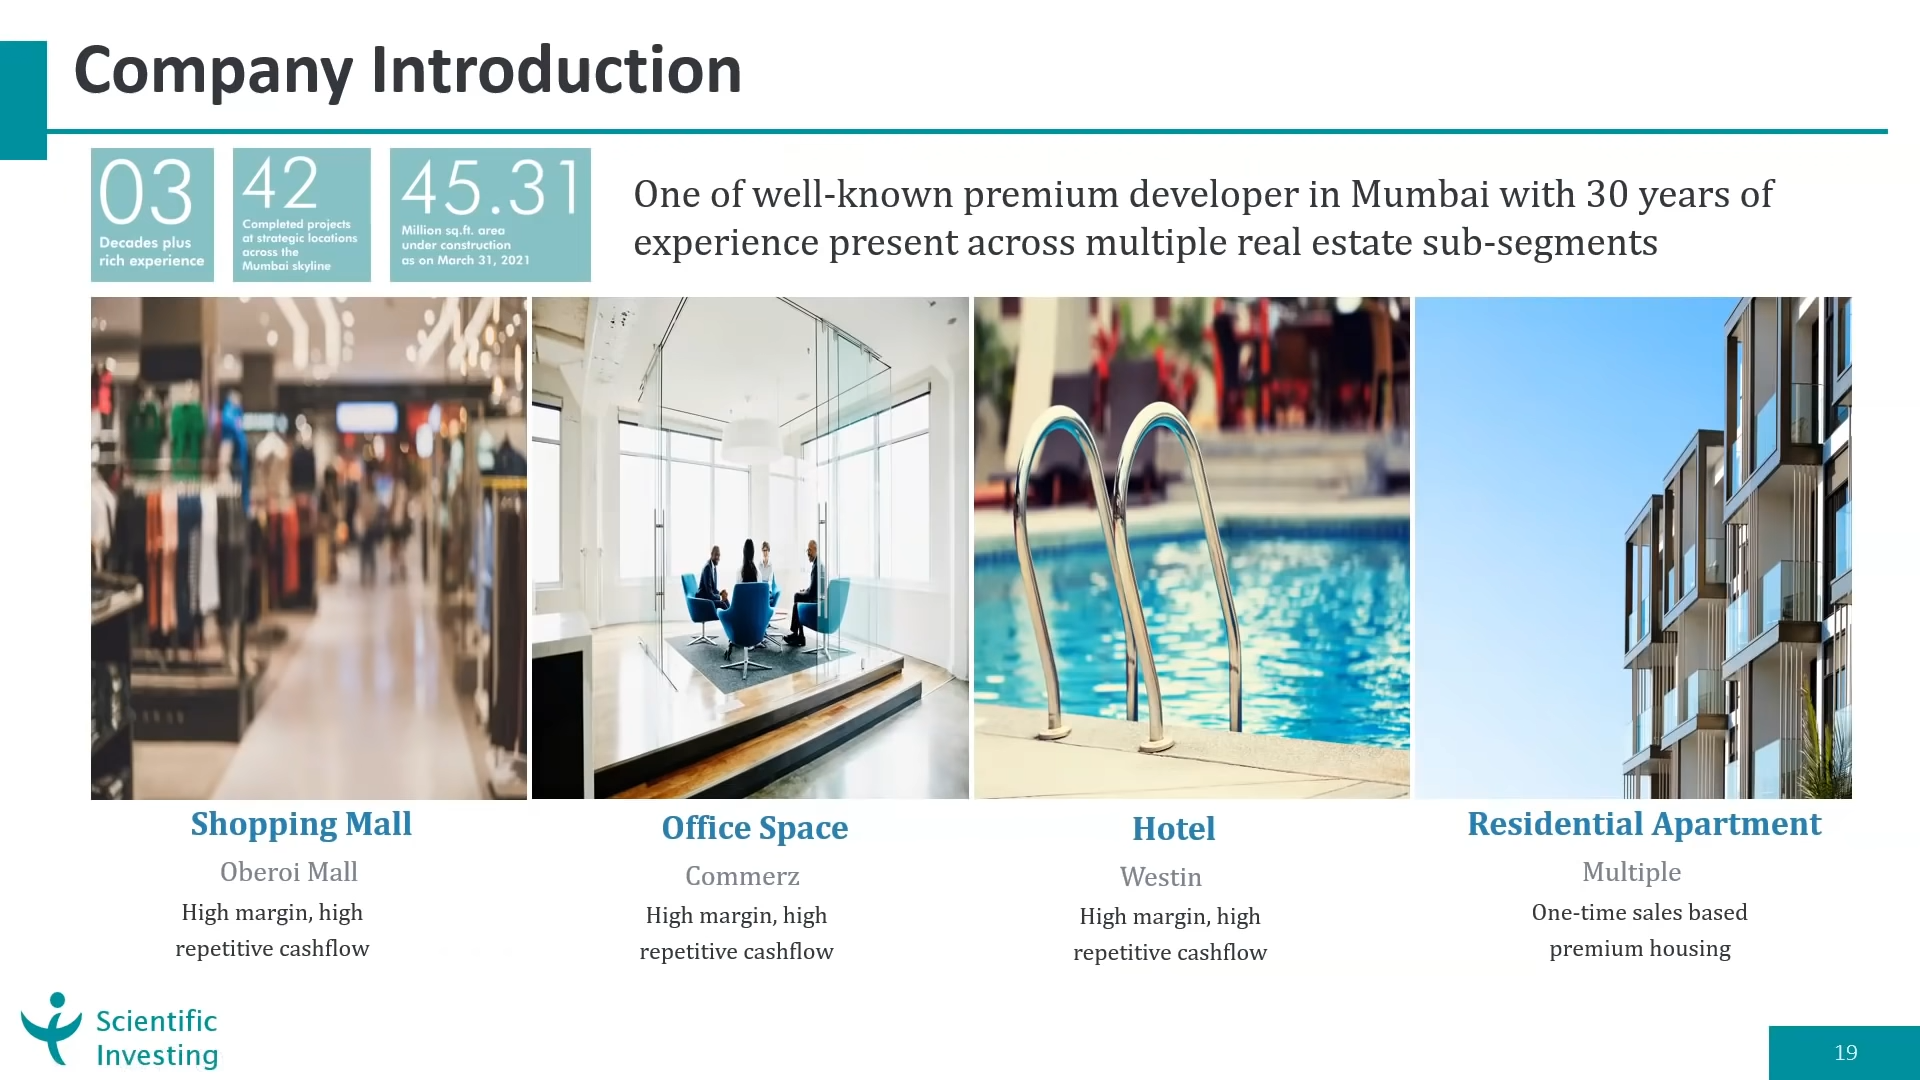 Company Introduction
03
Decades plus
rich experience
42
Completed projects
at strategic locations
across the
Mumbai skyline
45.31
Million sq.ft. area
under construction
as on March 31, 2021
One of well-known premium developer in Mumbai with 30 years of
experience present across multiple real estate sub-segments
Shopping Mall
Oberoi Mall
High margin, high
repetitive cashflow
Office Space
Commerz
High margin, high
repetitive cashflow
Hotel
Westin
High margin, high
repetitive cashflow
Residential Apartment
Multiple
One-time sales based
premium housing
Scientific
Investing
19